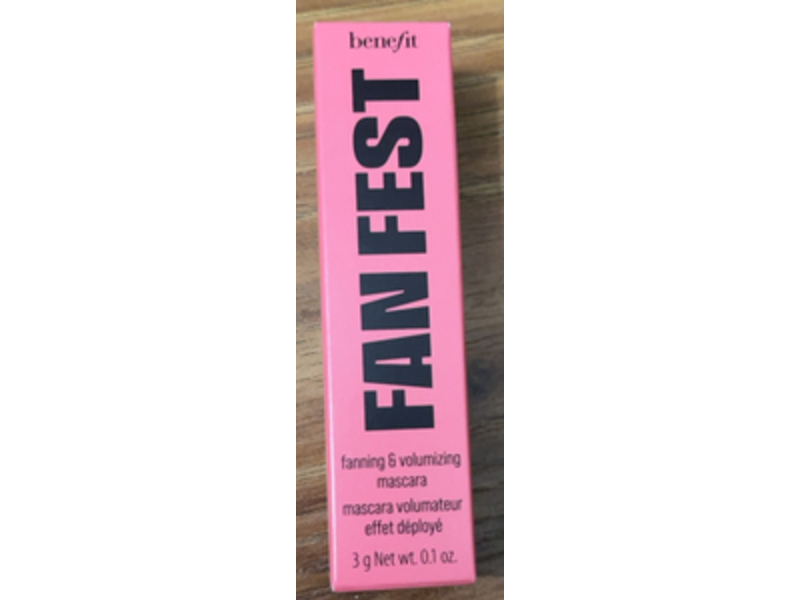 benefit
FAN FEST
fanning & volumizing
mascara
mascara volumateur
effet déployé
3 g Net wt. 0.1 oz.